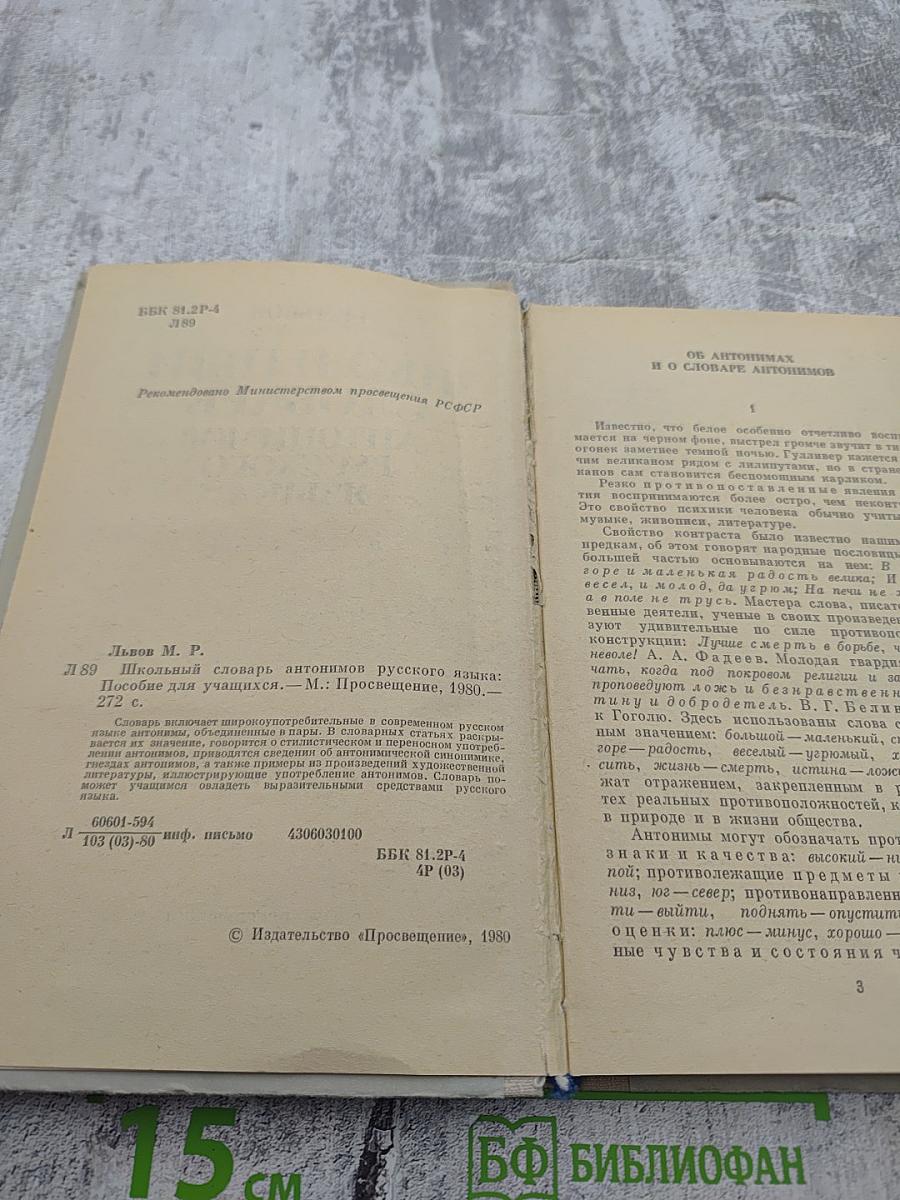 ББК 81.2Р-4
Л89
Рекомендовано Министерством просвещения РСФСР
Львов М. Р.
Л89 Школьный словарь антонимов русского языка:
Пособие для учащихся. — М.: Просвещение, 1980.—
272 с.
Словарь включает широкоупотребительные в современном русском
языке антонимы, объединенные в пары. В словарных статьях раскры-
вается их значение, говорится о стилистическом и переносном употреб-
лении антонимов, приводятся сведения об антонимической синонимике,
гнездах антонимов, а также примеры из произведений художественной
литературы, иллюстрирующие употребление антонимов. Словарь по-
может учащимся овладеть выразительными средствами русского
языка.
Л 60601-594
103 (03)-80 инф. письмо 4306030100
ББК 81.2Р-4
4Р (03)
© Издательство «Просвещение», 1980
ОБ АНТОНИМАХ
И О СЛОВАРЕ АНТОНИМОВ
1
Известно, что белое особенно отчетливо
мается на черном фоне, выстрел громче звучит в
огонек заметнее темной ночью. Гулливер кажется
чим великаном рядом с лилипутами, но в стране
канов сам становится беспомощным карликом.
Резко противопоставленные явления
тия воспринимаются более остро, чем
Это свойство психики человека обычно
музыке, живописи, литературе.
Свойство контраста было известно
предкам, об этом говорят народные
большей частью основываются на нем: В
горе и маленькая радость велика; И
весел, и молод, да угрюм; На печи не
а в поле не трусь. Мастера слова,
венные деятели, ученые в своих
зуют удивительные по силе
конструкции: Лучше смерть в борьбе,
неволе! А. А. Фадеев. Молодая
чать, когда под покровом религии и
проповедуют ложь и
тину и добродетель. В. Г.
к Гоголю. Здесь использованы слова с
ным значением: большой—маленький,
горе—радость, веселый—угрюмый,
сить, жизнь—смерть, истина—
жат отражением, закрепленным в
тех реальных противоположностей,
в природе и в жизни общества.
Антонимы могут обозначать
знаки и качества: высокий—
пой; противолежащие предметы
низ, юг—север;
ти—выйти, поднять—
оценки: плюс—минус, хорошо—
ные чувства и состояния
3
15 см
БФ БИБЛИОФАН